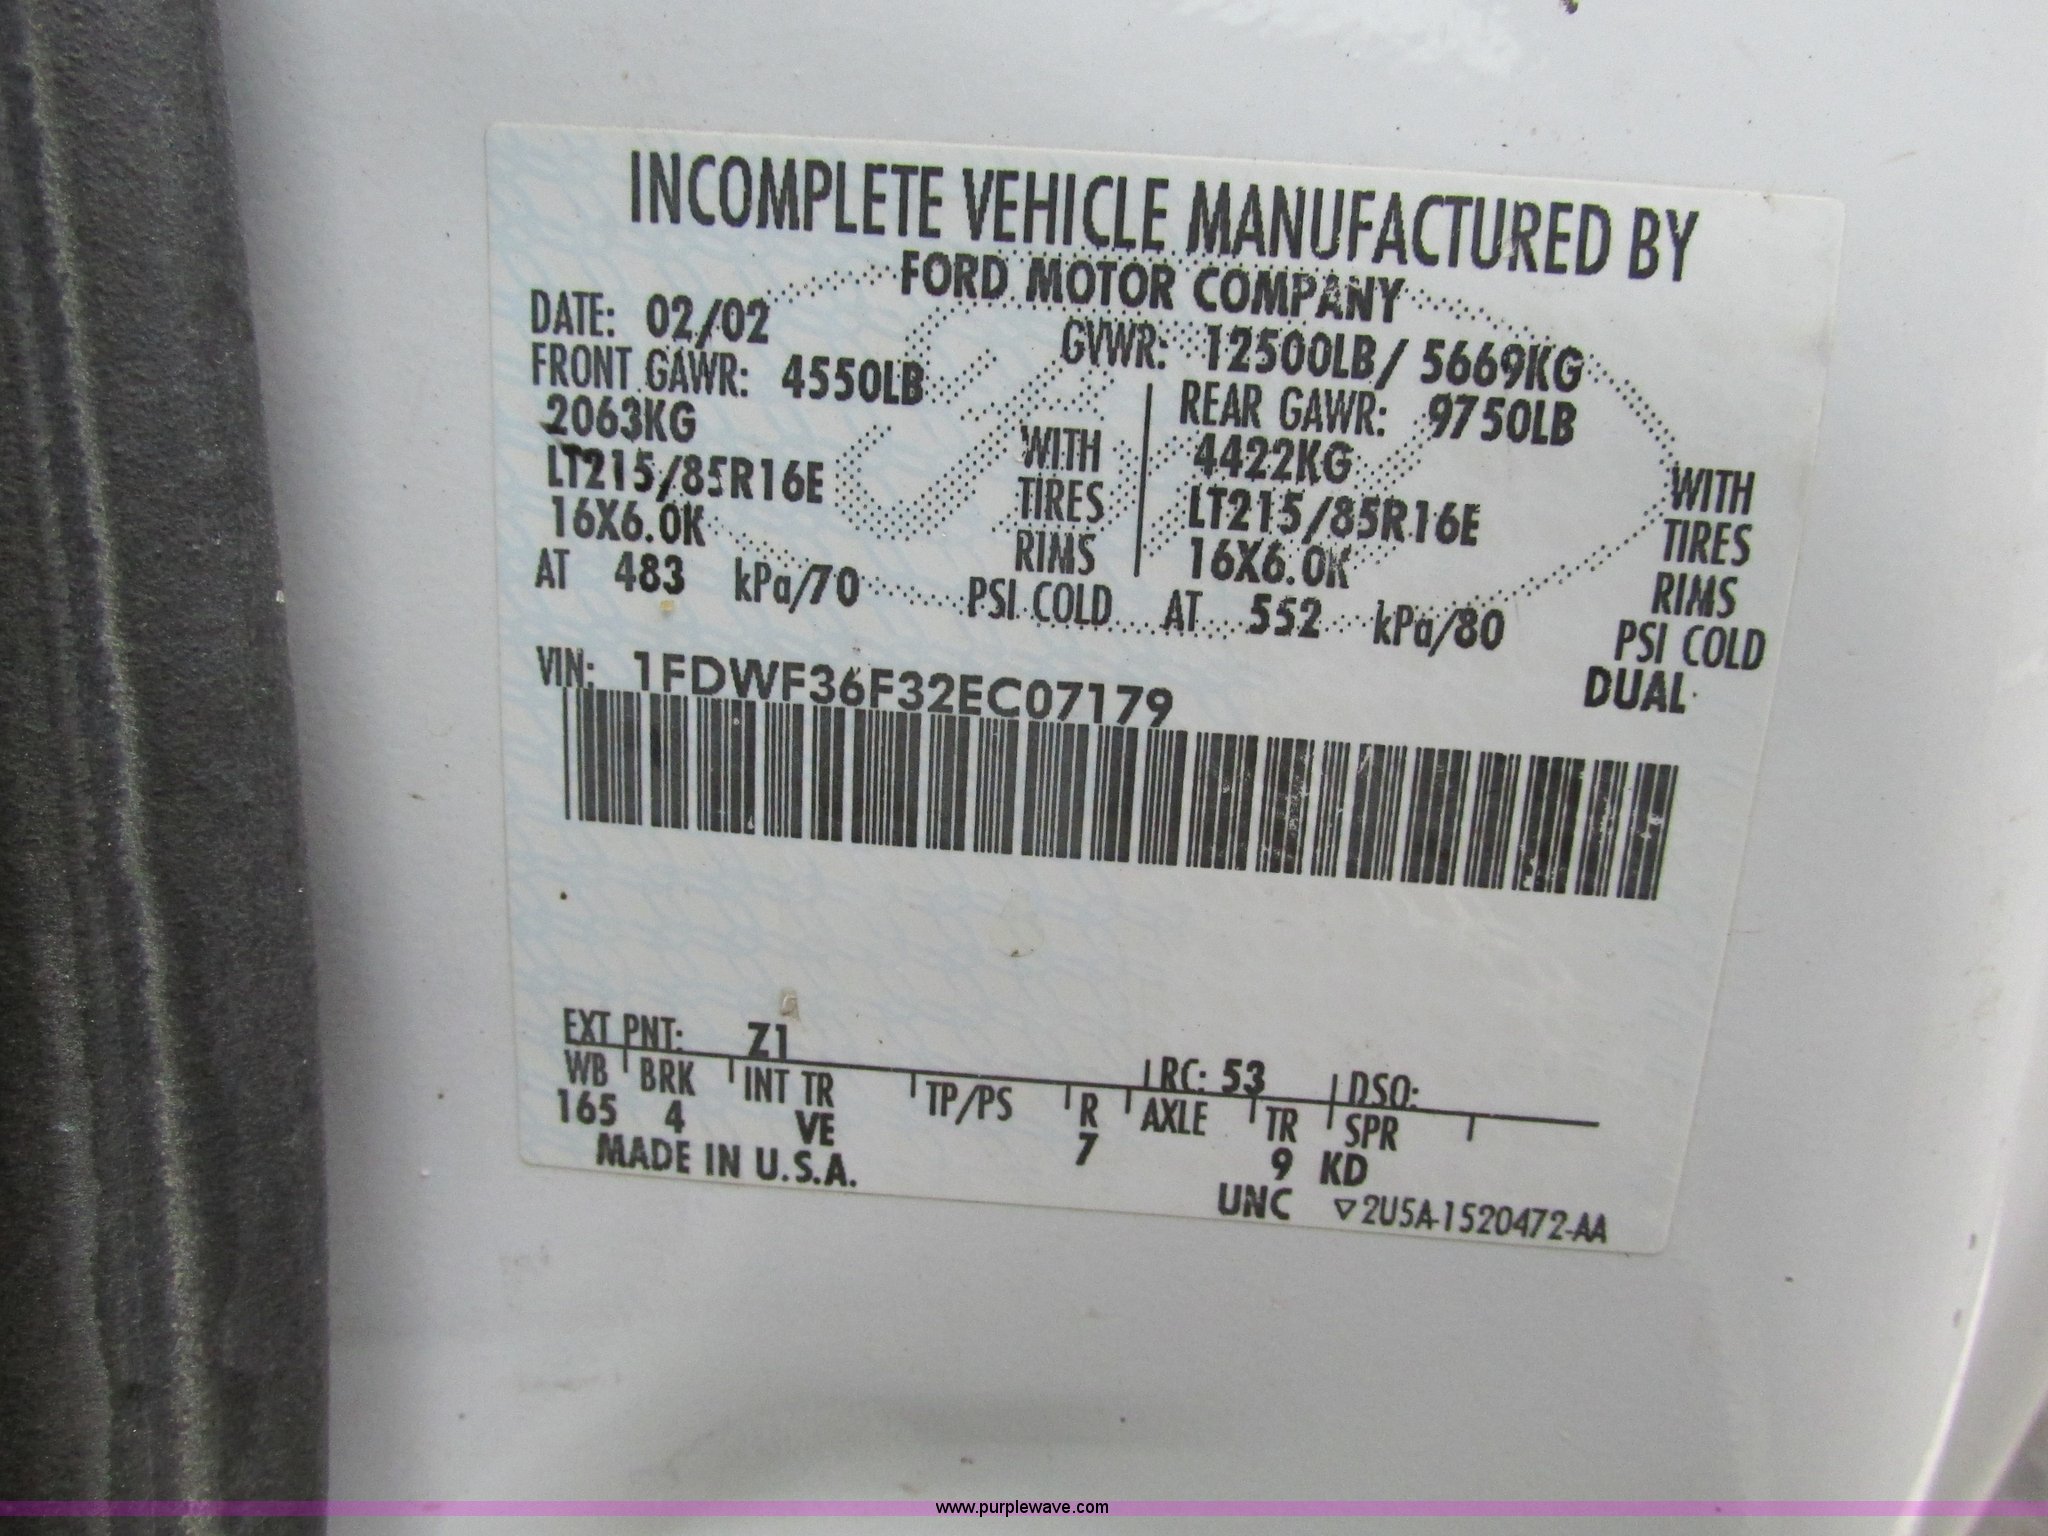 INCOMPLETE VEHICLE MANUFACTURED BY
FORD MOTOR COMPANY
DATE: 02/02
GVWR: 12500LB/ 5669KG
FRONT GAWR: 4550LB
2063KG
WITH
LT215/85R16E
TIRES
16X6.0K
RIMS
AT 483 kPa/70 PSI COLD
REAR GAWR: 9750LB
4422KG
WITH
LT215/85R16E
TIRES
16X6.0K
RIMS
AT 552 kPa/80 PSI COLD
DUAL
VIN: 1FDWF36F32EC07179
EXT PNT: Z1
RC: 53 DSO:
WB BRK INT TR TP/PS R AXLE TR SPR
165 4 VE 7 9 KD
MADE IN U.S.A.
UNC ▽2U5A-1520472-AA
www.purplewave.com